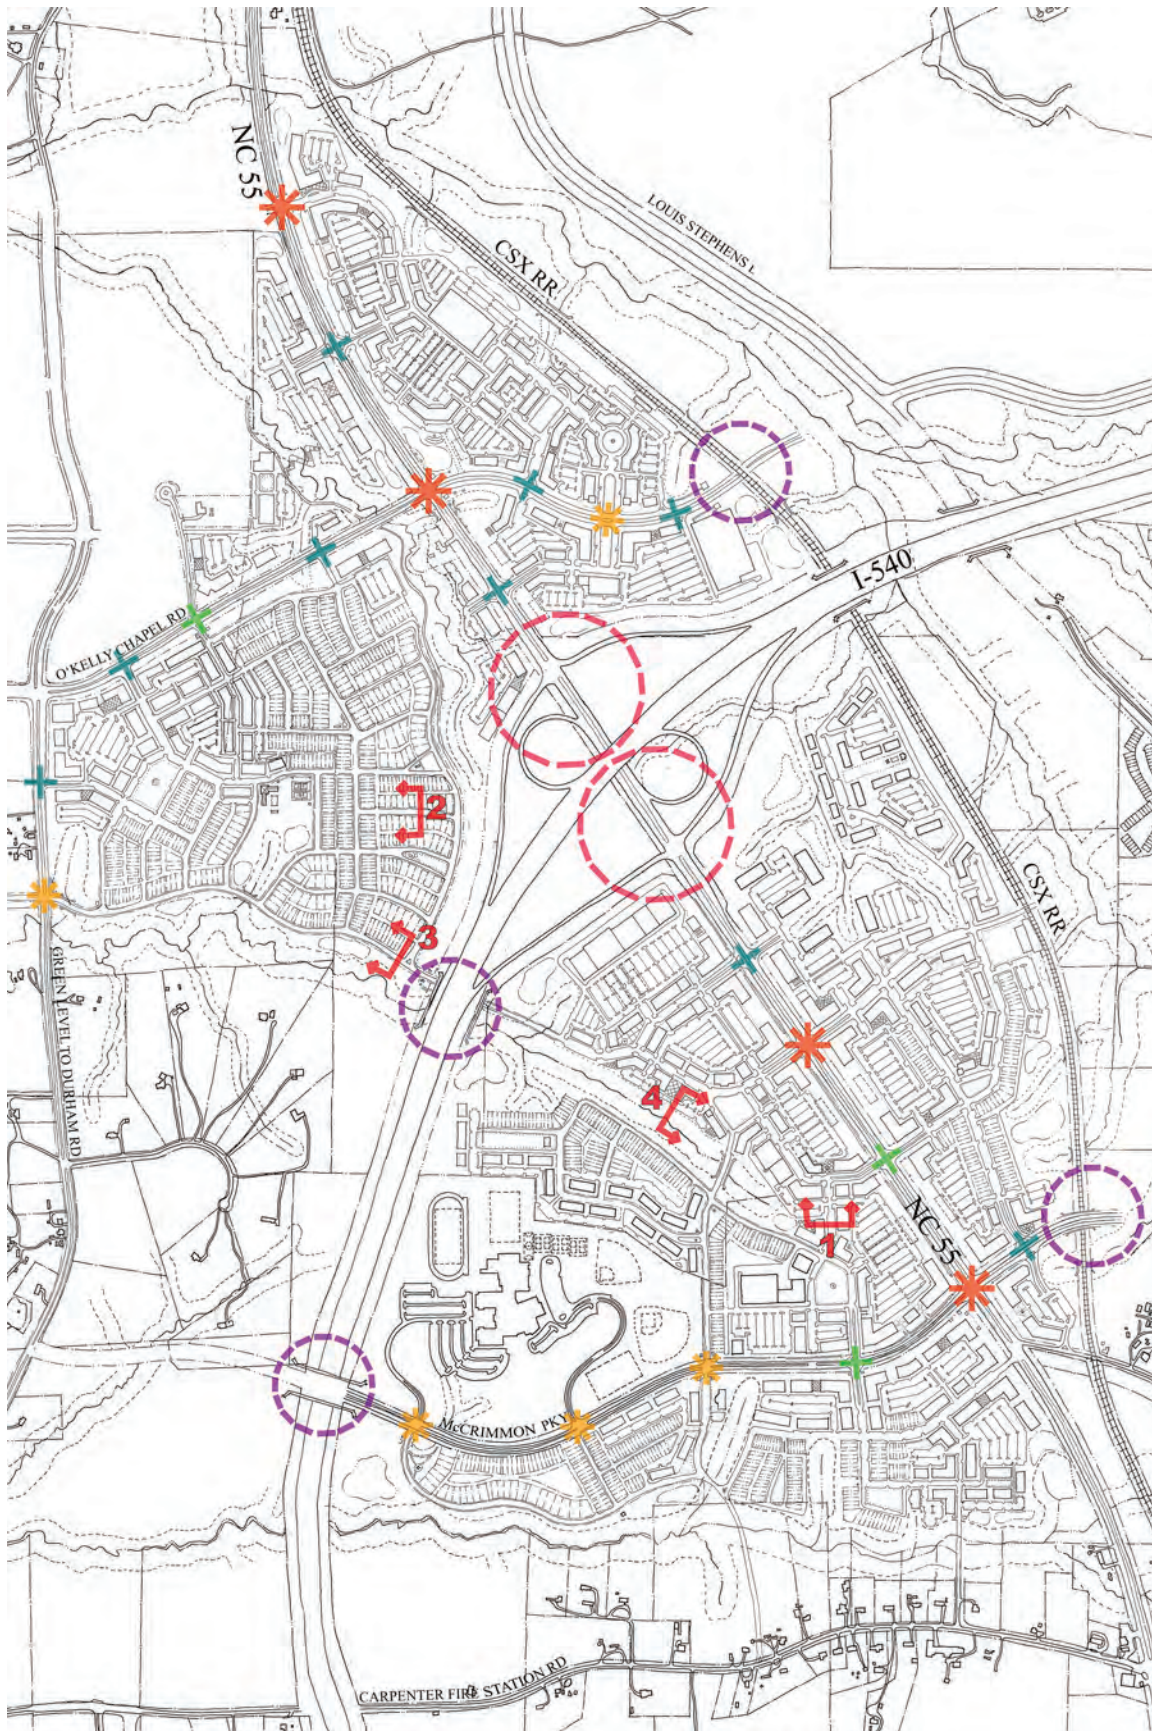 NC 55
LOUIS STEPHENS L
CSX RR
I-540
O'KELLY CHAPEL RD
2
CSX RR
3
GREEN LEVEL TO DURHAM RD
4
NC 55
1
McCRIMMON PKY
CARPENTER FIRE STATION RD